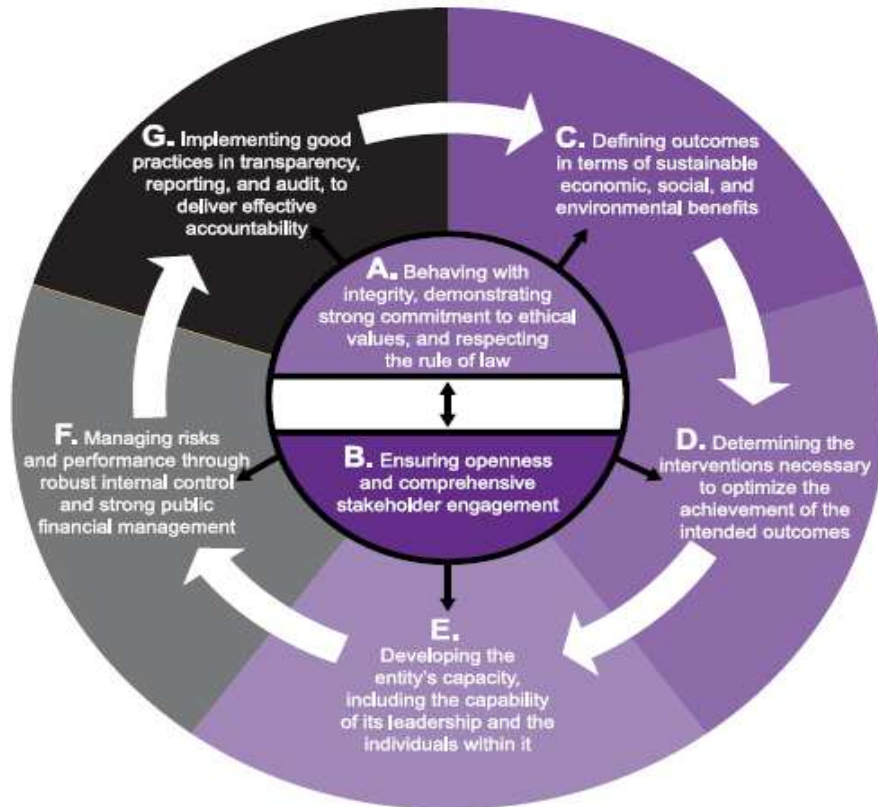 G. Implementing good
practices in transparency,
reporting, and audit, to
deliver effective
accountability
C. Defining outcomes
in terms of sustainable
economic, social, and
environmental benefits
A. Behaving with
integrity, demonstrating
strong commitment to ethical
values, and respecting
the rule of law
B. Ensuring openness
and comprehensive
stakeholder engagement
D. Determining the
interventions necessary
to optimize the
achievement of the
intended outcomes
E.
Developing the
entity's capacity,
including the capability
of its leadership and the
individuals within it
F. Managing risks
and performance through
robust internal control
and strong public
financial management